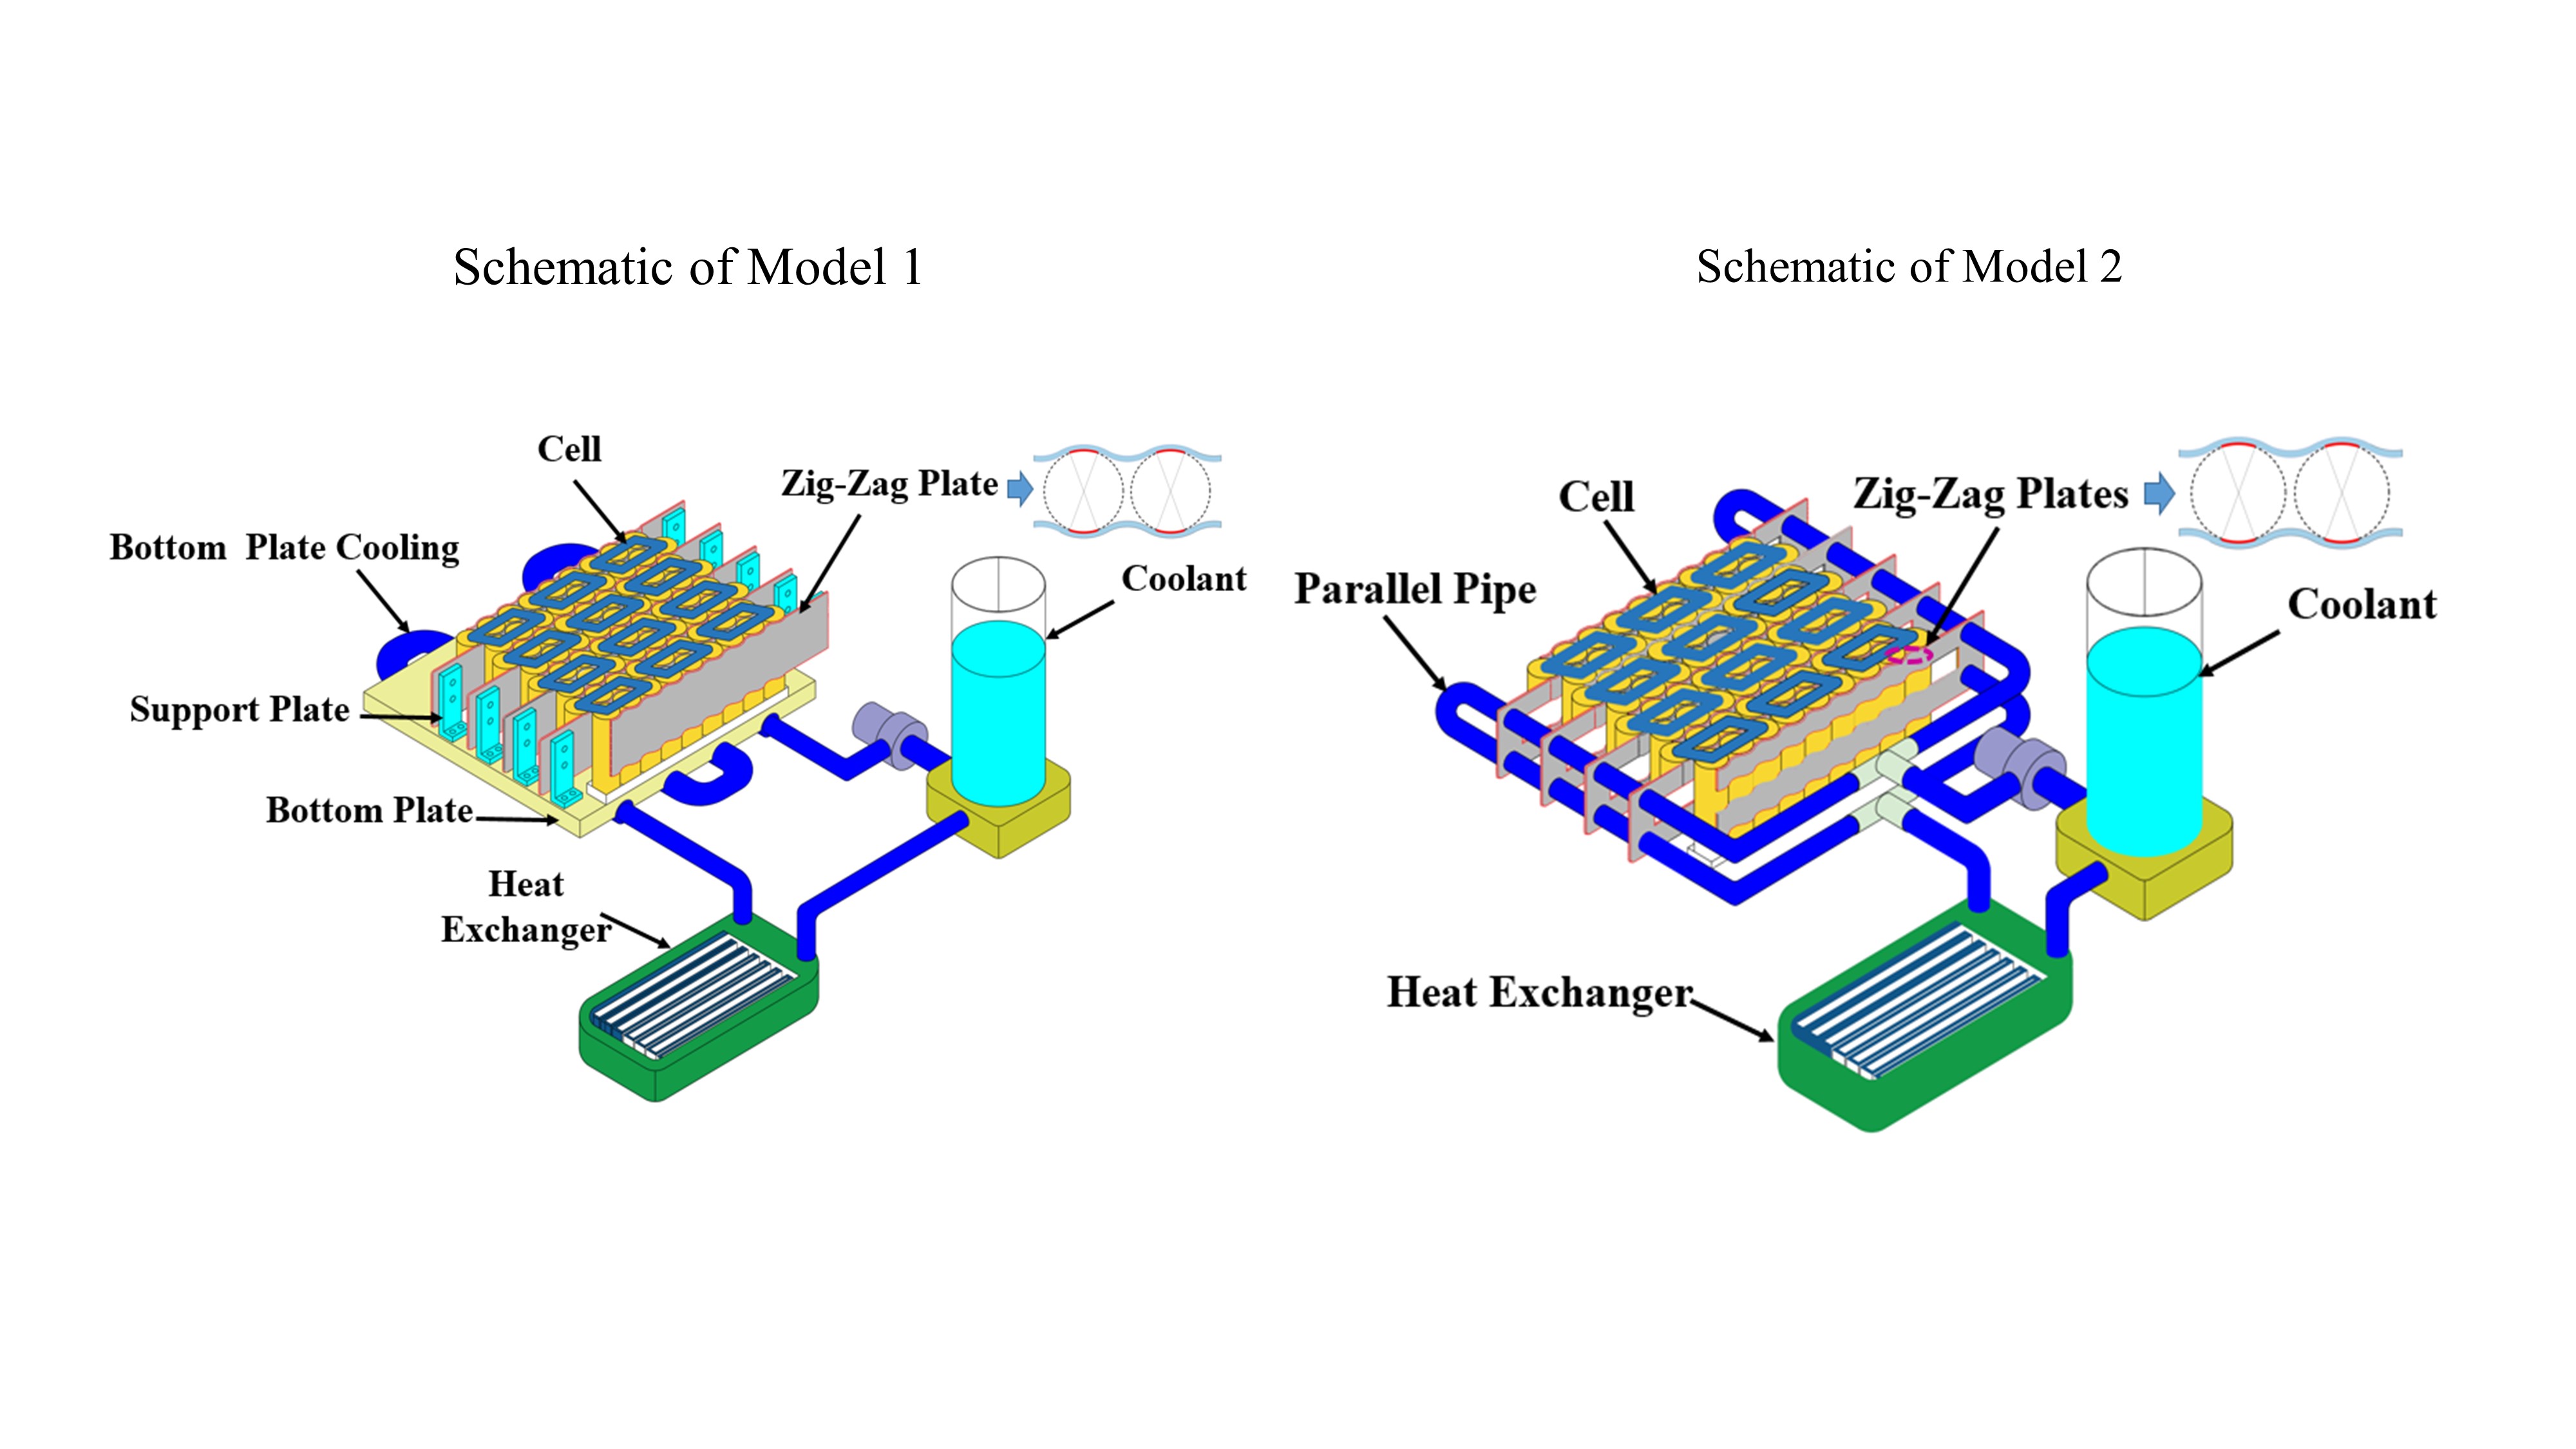 Schematic of Model 1
Cell
Zig-Zag Plate
Bottom  Plate Cooling
Coolant
Support Plate
Bottom Plate
Heat
Exchanger
Schematic of Model 2
Cell
Zig-Zag Plates
Parallel Pipe
Coolant
Heat Exchanger